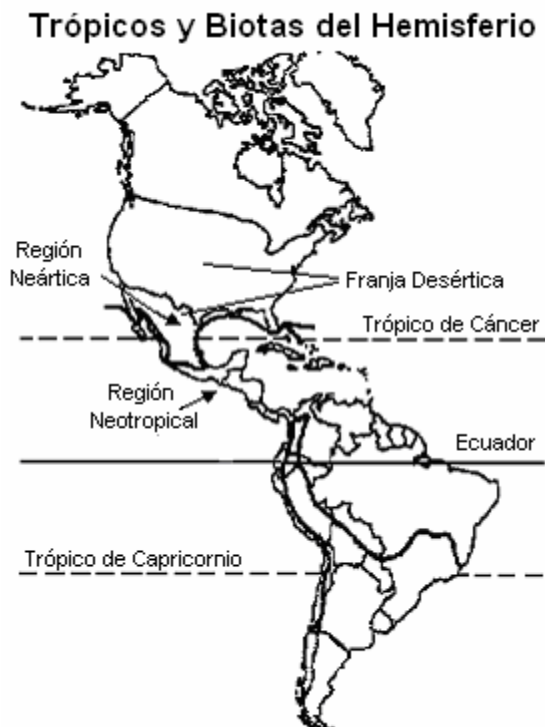 Trópicos y Biotas del Hemisferio
Región
Neártica
Franja Desértica
Trópico de Cáncer
Región
Neotropical
Ecuador
Trópico de Capricornio